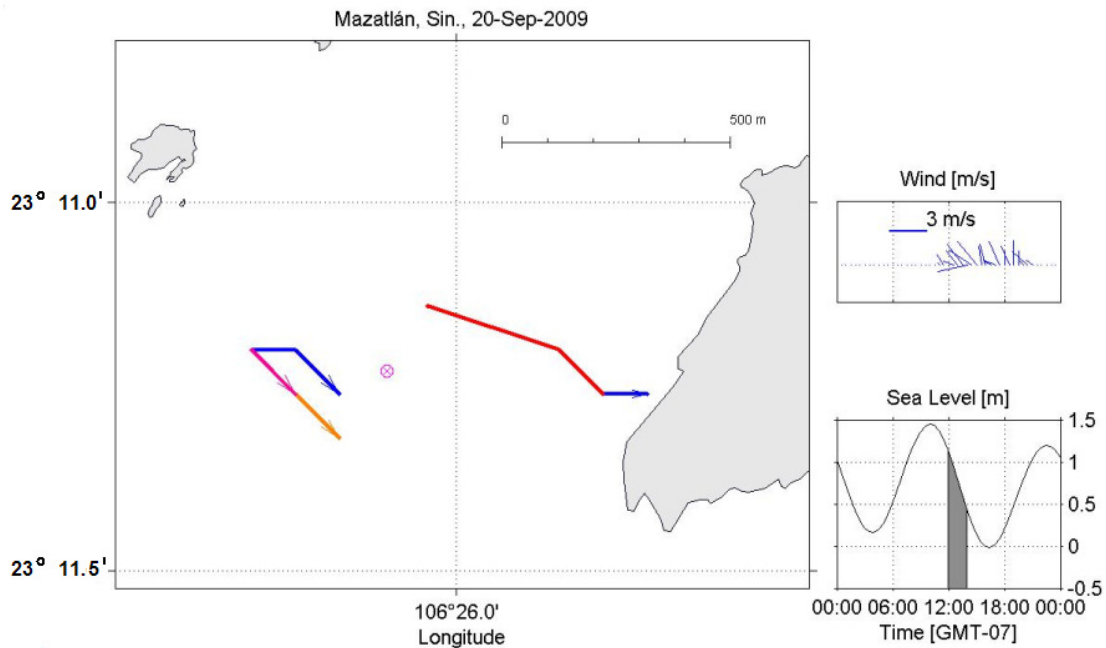 Mazatlán, Sin., 20-Sep-2009
0 500 m
23° 11.0'
23° 11.5'
106°26.0'
Longitude
Wind [m/s]
3 m/s
Sea Level [m]
1.5
1
0.5
0
-0.5
00:00 06:00 12:00 18:00 00:00
Time [GMT-07]